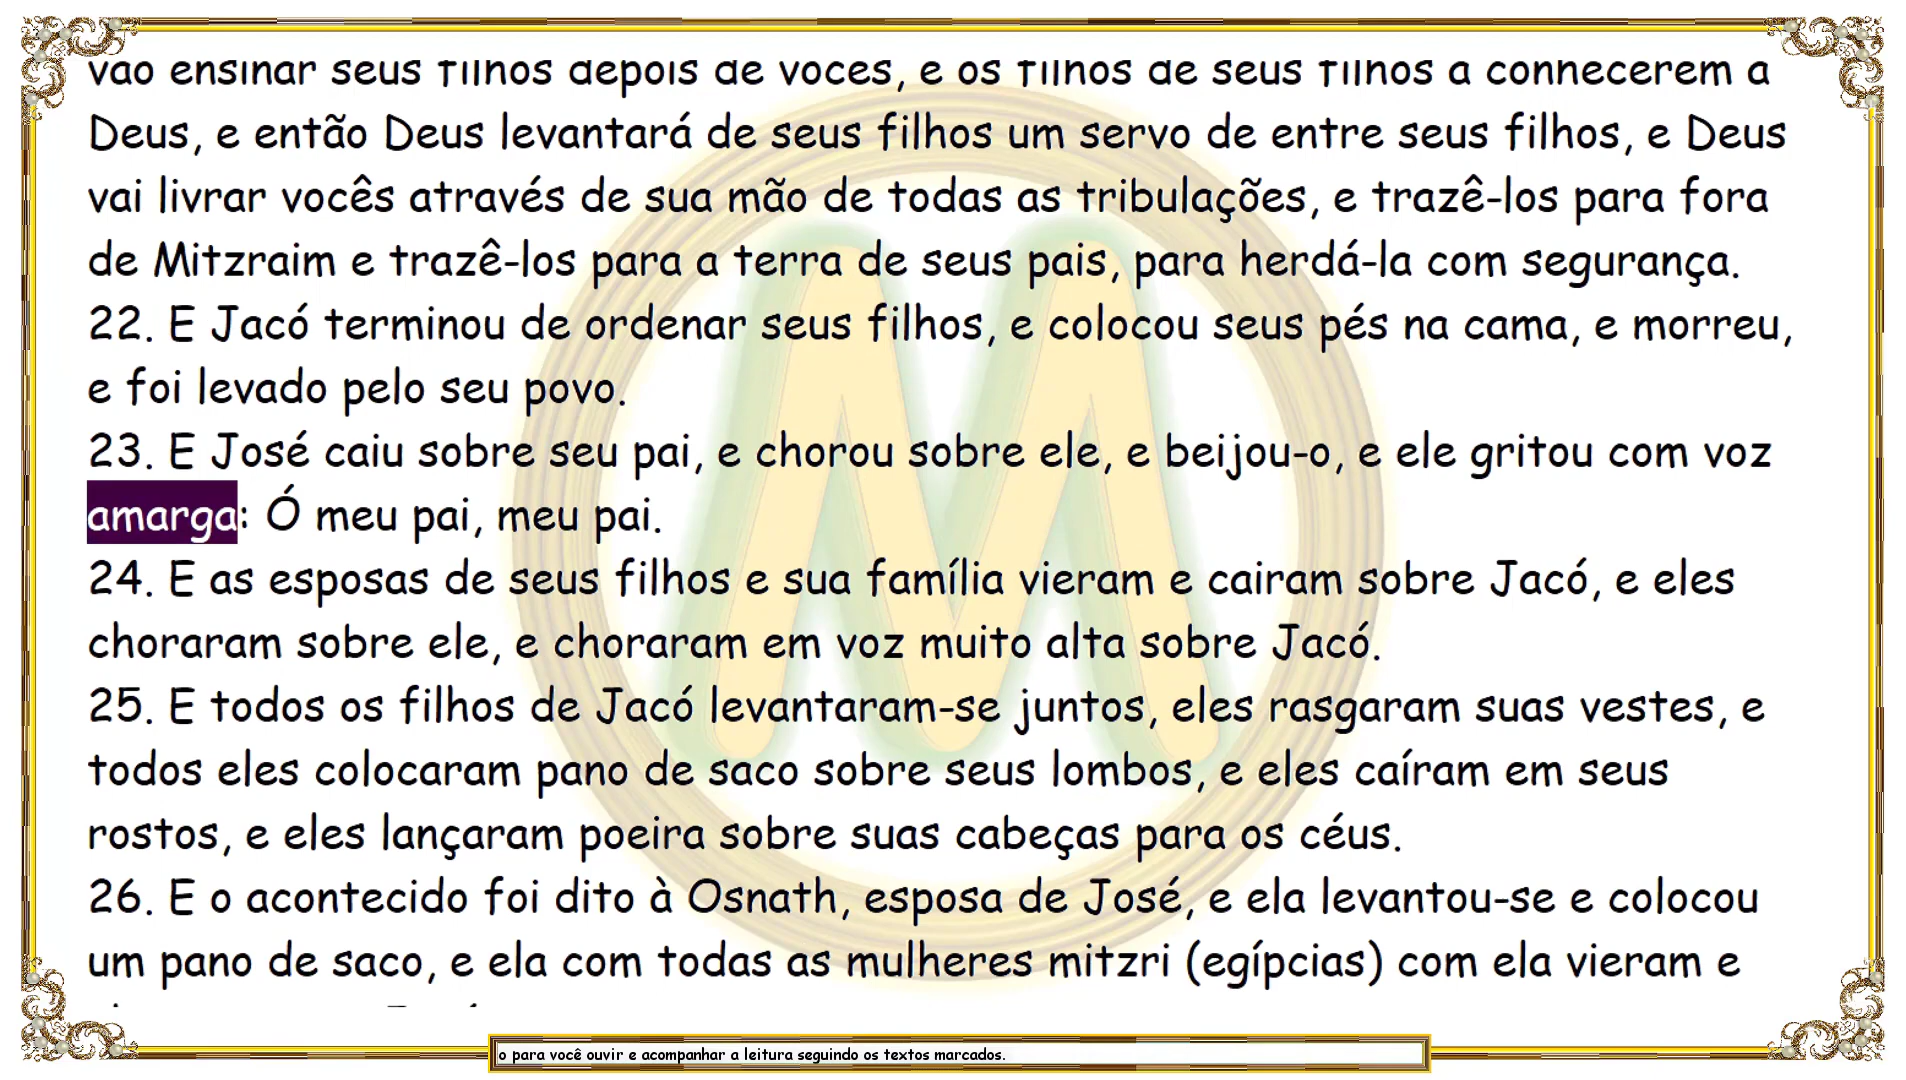 vão ensinar seus filhos depois de vocês, e os filhos de seus filhos a conhecerem a
Deus, e então Deus levantará de seus filhos um servo de entre seus filhos, e Deus
vai livrar vocês através de sua mão de todas as tribulações, e trazê-los para fora
de Mitzraim e trazê-los para a terra de seus pais, para herdá-la com segurança.
22. E Jacó terminou de ordenar seus filhos, e colocou seus pés na cama, e morreu,
e foi levado pelo seu povo.
23. E José caiu sobre seu pai, e chorou sobre ele, e beijou-o, e ele gritou com voz
amarga: Ó meu pai, meu pai.
24. E as esposas de seus filhos e sua família vieram e cairam sobre Jacó, e eles
choraram sobre ele, e choraram em voz muito alta sobre Jacó.
25. E todos os filhos de Jacó levantaram-se juntos, eles rasgaram suas vestes, e
todos eles colocaram pano de saco sobre seus lombos, e eles caíram em seus
rostos, e eles lançaram poeira sobre suas cabeças para os céus.
26. E o acontecido foi dito à Osnath, esposa de José, e ela levantou-se e colocou
um pano de saco, e ela com todas as mulheres mitzri (egípcias) com ela vieram e
o para você ouvir e acompanhar a leitura seguindo os textos marcados.